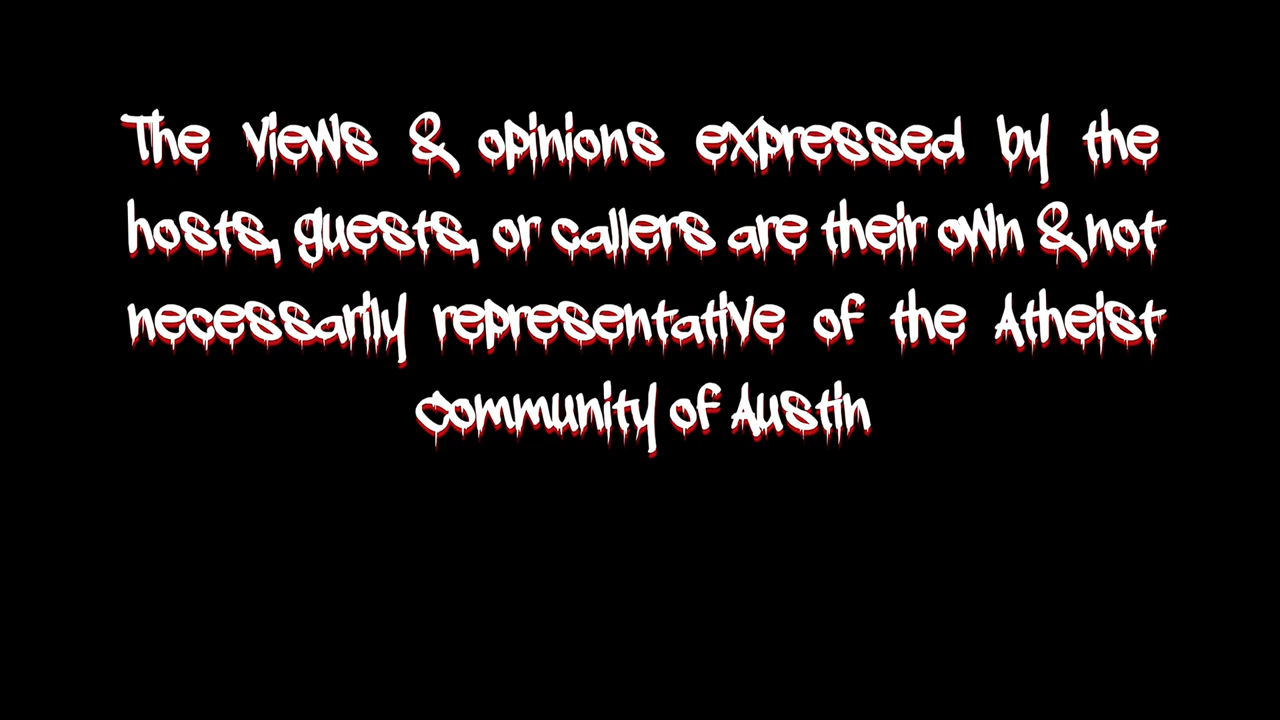 The views & opinions expressed by the
hosts, guests, or callers are their own & not
necessarily representative of the Atheist
Community of Austin